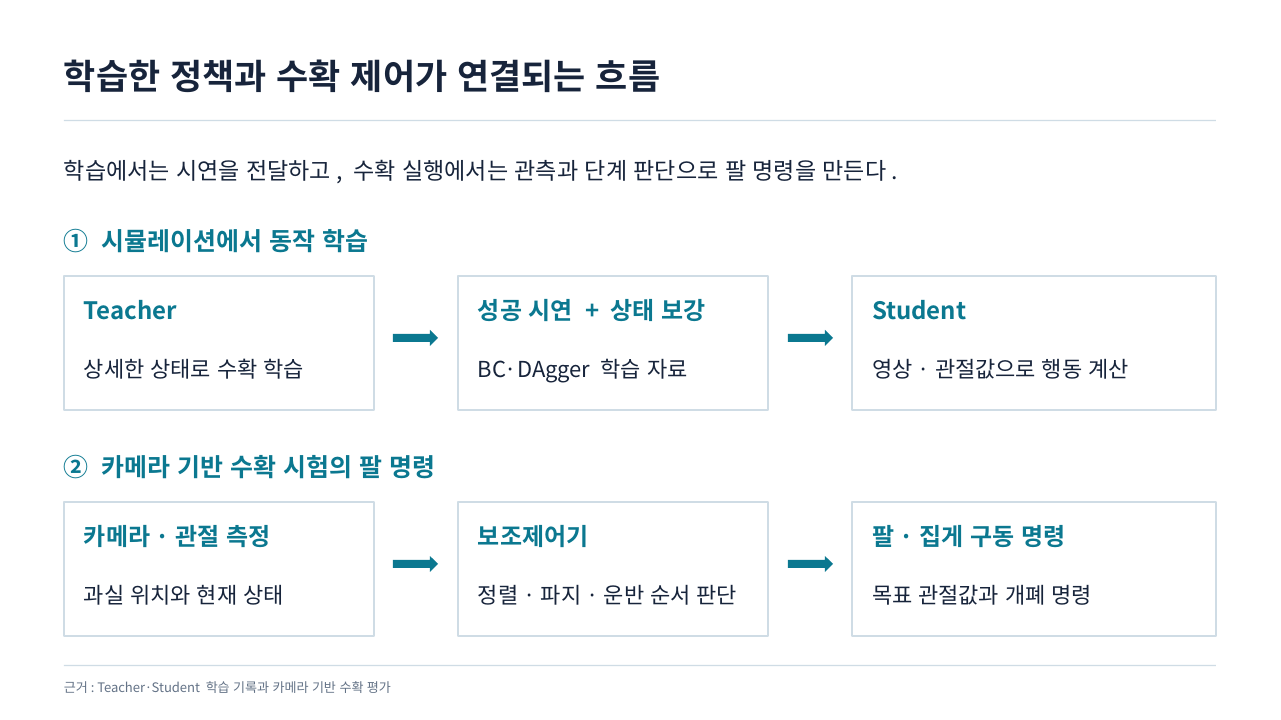 학습한 정책과 수확 제어가 연결되는 흐름
학습에서는 시연을 전달하고, 수확 실행에서는 관측과 단계 판단으로 팔 명령을 만든다.
① 시뮬레이션에서 동작 학습
Teacher
상세한 상태로 수확 학습
성공 시연 + 상태 보강
BC·DAgger 학습 자료
Student
영상 · 관절값으로 행동 계산
② 카메라 기반 수확 시험의 팔 명령
카메라 · 관절 측정
과실 위치와 현재 상태
보조제어기
정렬 · 파지 · 운반 순서 판단
팔 · 집게 구동 명령
목표 관절값과 개폐 명령
근거 : Teacher·Student 학습 기록과 카메라 기반 수확 평가